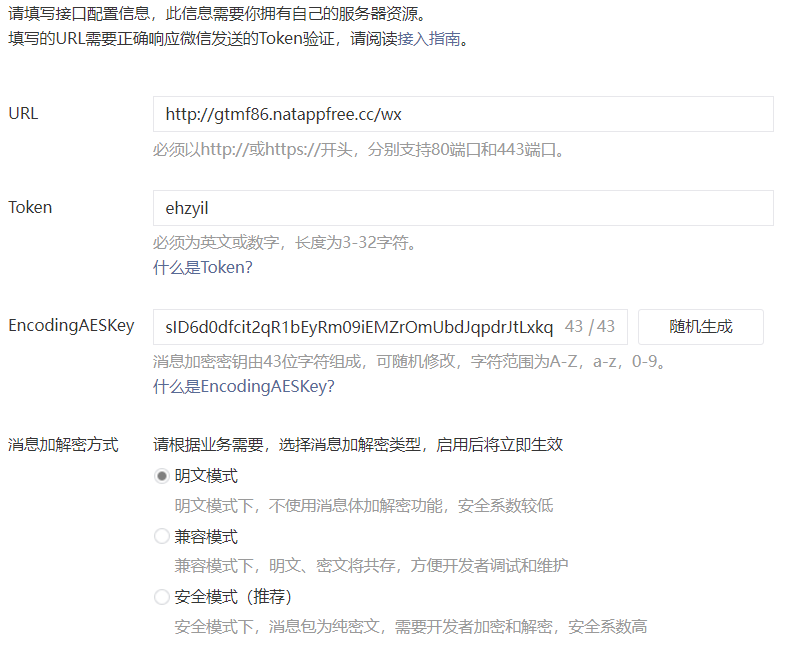 请填写接口配置信息，此信息需要你拥有自己的服务器资源。
填写的URL需要正确响应微信发送的Token验证，请阅读接入指南。
URL
http://gtmf86.natappfree.cc/wx
必须以http://或https://开头，分别支持80端口和443端口。
Token
ehzyil
必须为英文或数字，长度为3-32字符。
什么是Token?
EncodingAESKey
sID6d0dfcit2qR1bEyRm09iEMZrOmUbdJqpdrJtLxkq 43 / 43 随机生成
消息加密密钥由43位字符组成，可随机修改，字符范围为A-Z，a-z，0-9。
什么是EncodingAESKey?
消息加解密方式
请根据业务需要，选择消息加解密类型，启用后将立即生效
明文模式
明文模式下，不使用消息体加解密功能，安全系数较低
兼容模式
兼容模式下，明文、密文将共存，方便开发者调试和维护
安全模式（推荐）
安全模式下，消息包为纯密文，需要开发者加密和解密，安全系数高